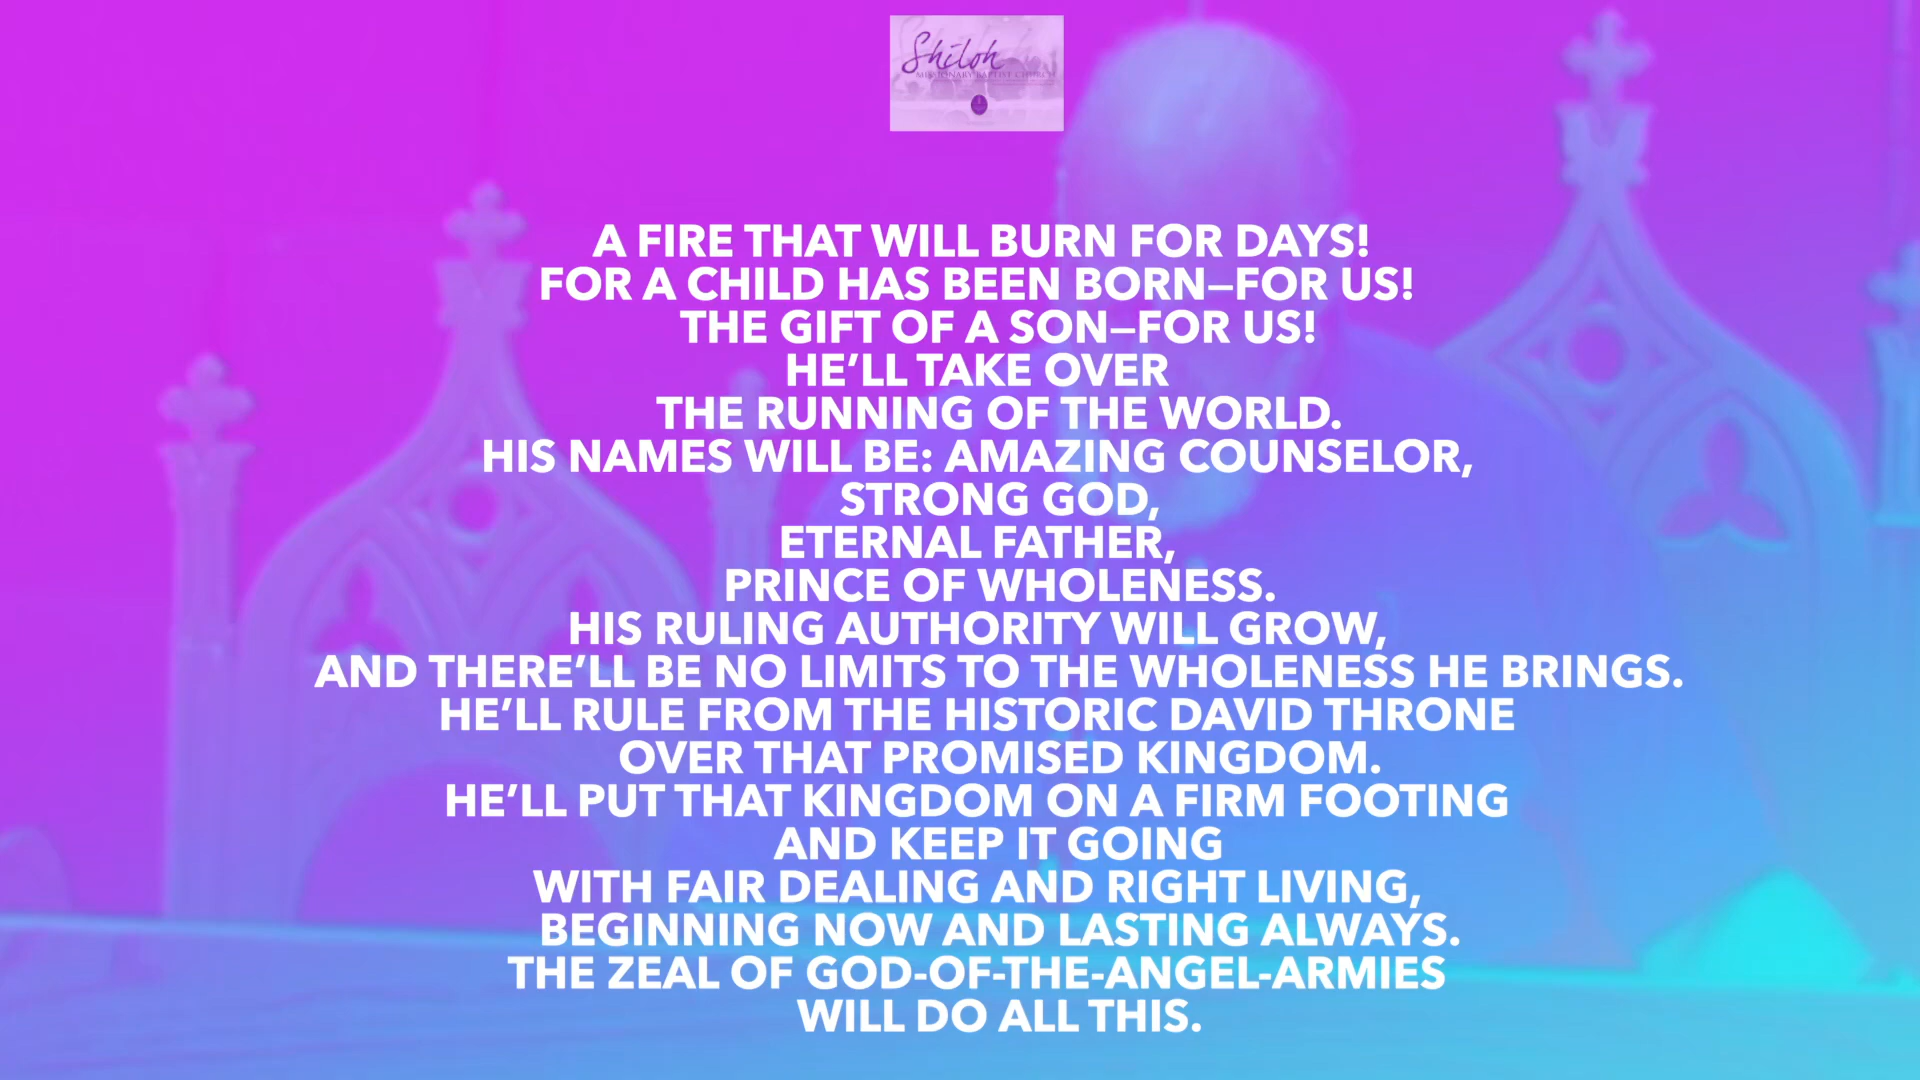 Shiloh
MISSIONARY BAPTIST CHURCH
A FIRE THAT WILL BURN FOR DAYS!
FOR A CHILD HAS BEEN BORN—FOR US!
THE GIFT OF A SON—FOR US!
HE’LL TAKE OVER
THE RUNNING OF THE WORLD.
HIS NAMES WILL BE: AMAZING COUNSELOR,
STRONG GOD,
ETERNAL FATHER,
PRINCE OF WHOLENESS.
HIS RULING AUTHORITY WILL GROW,
AND THERE’LL BE NO LIMITS TO THE WHOLENESS HE BRINGS.
HE’LL RULE FROM THE HISTORIC DAVID THRONE
OVER THAT PROMISED KINGDOM.
HE’LL PUT THAT KINGDOM ON A FIRM FOOTING
AND KEEP IT GOING
WITH FAIR DEALING AND RIGHT LIVING,
BEGINNING NOW AND LASTING ALWAYS.
THE ZEAL OF GOD-OF-THE-ANGEL-ARMIES
WILL DO ALL THIS.